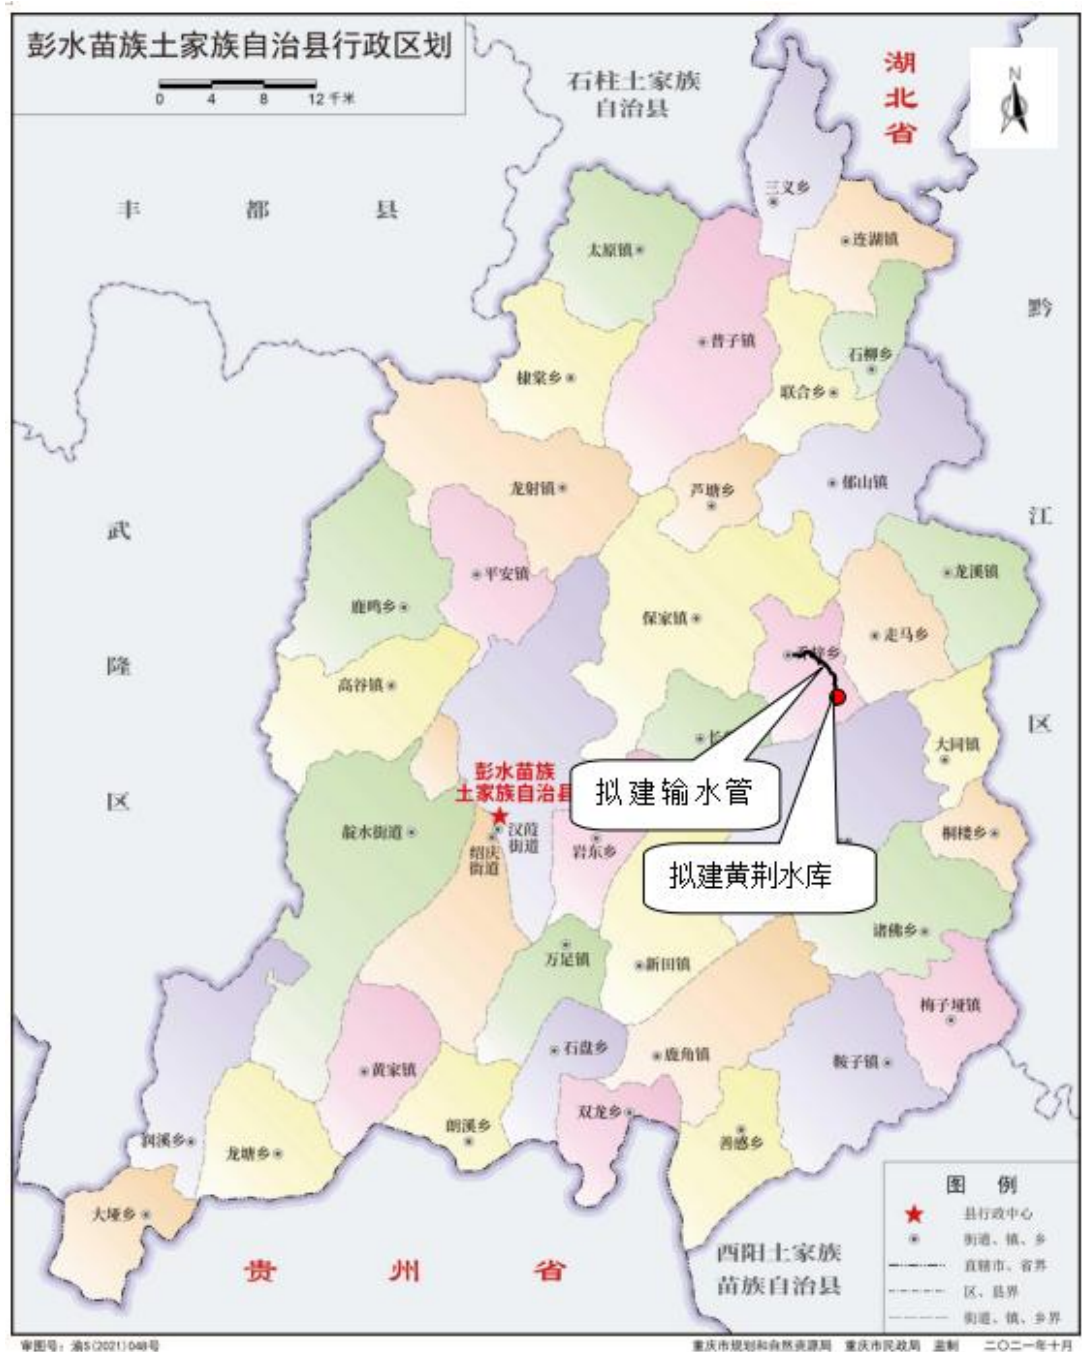 彭水苗族土家族自治县行政区划
0 4 8 12 千米
石柱土家族
自治县
湖
北
省
N
丰 都 县
三义乡
连湖镇
太原镇
黔
普子镇
石柳乡
棣棠乡
联合乡
龙射镇
芦塘乡
郁山镇
武
江
平安镇
龙溪镇
鹿鸣乡
保家镇
走马乡
隆
高谷镇
区
大同镇
彭水苗族
土家族自治县
拟建输水管
区
靛水街道
汉葭
街道
绍庆
街道
岩东乡
桐楼乡
拟建黄荆水库
诸佛乡
万足镇
新田镇
梅子垭镇
石盘乡
鹿角镇
鞍子镇
黄家镇
双龙乡
朗溪乡
善感乡
润溪乡
龙塘乡
大垭乡
图 例
县行政中心
街道、镇、乡
直辖市、省界
区、县界
街道、镇、乡界
贵 州 省
酉阳土家族
苗族自治县
审图号：渝S(2021)048号
重庆市规划和自然资源局 重庆市民政局 监制 二〇二一年十月